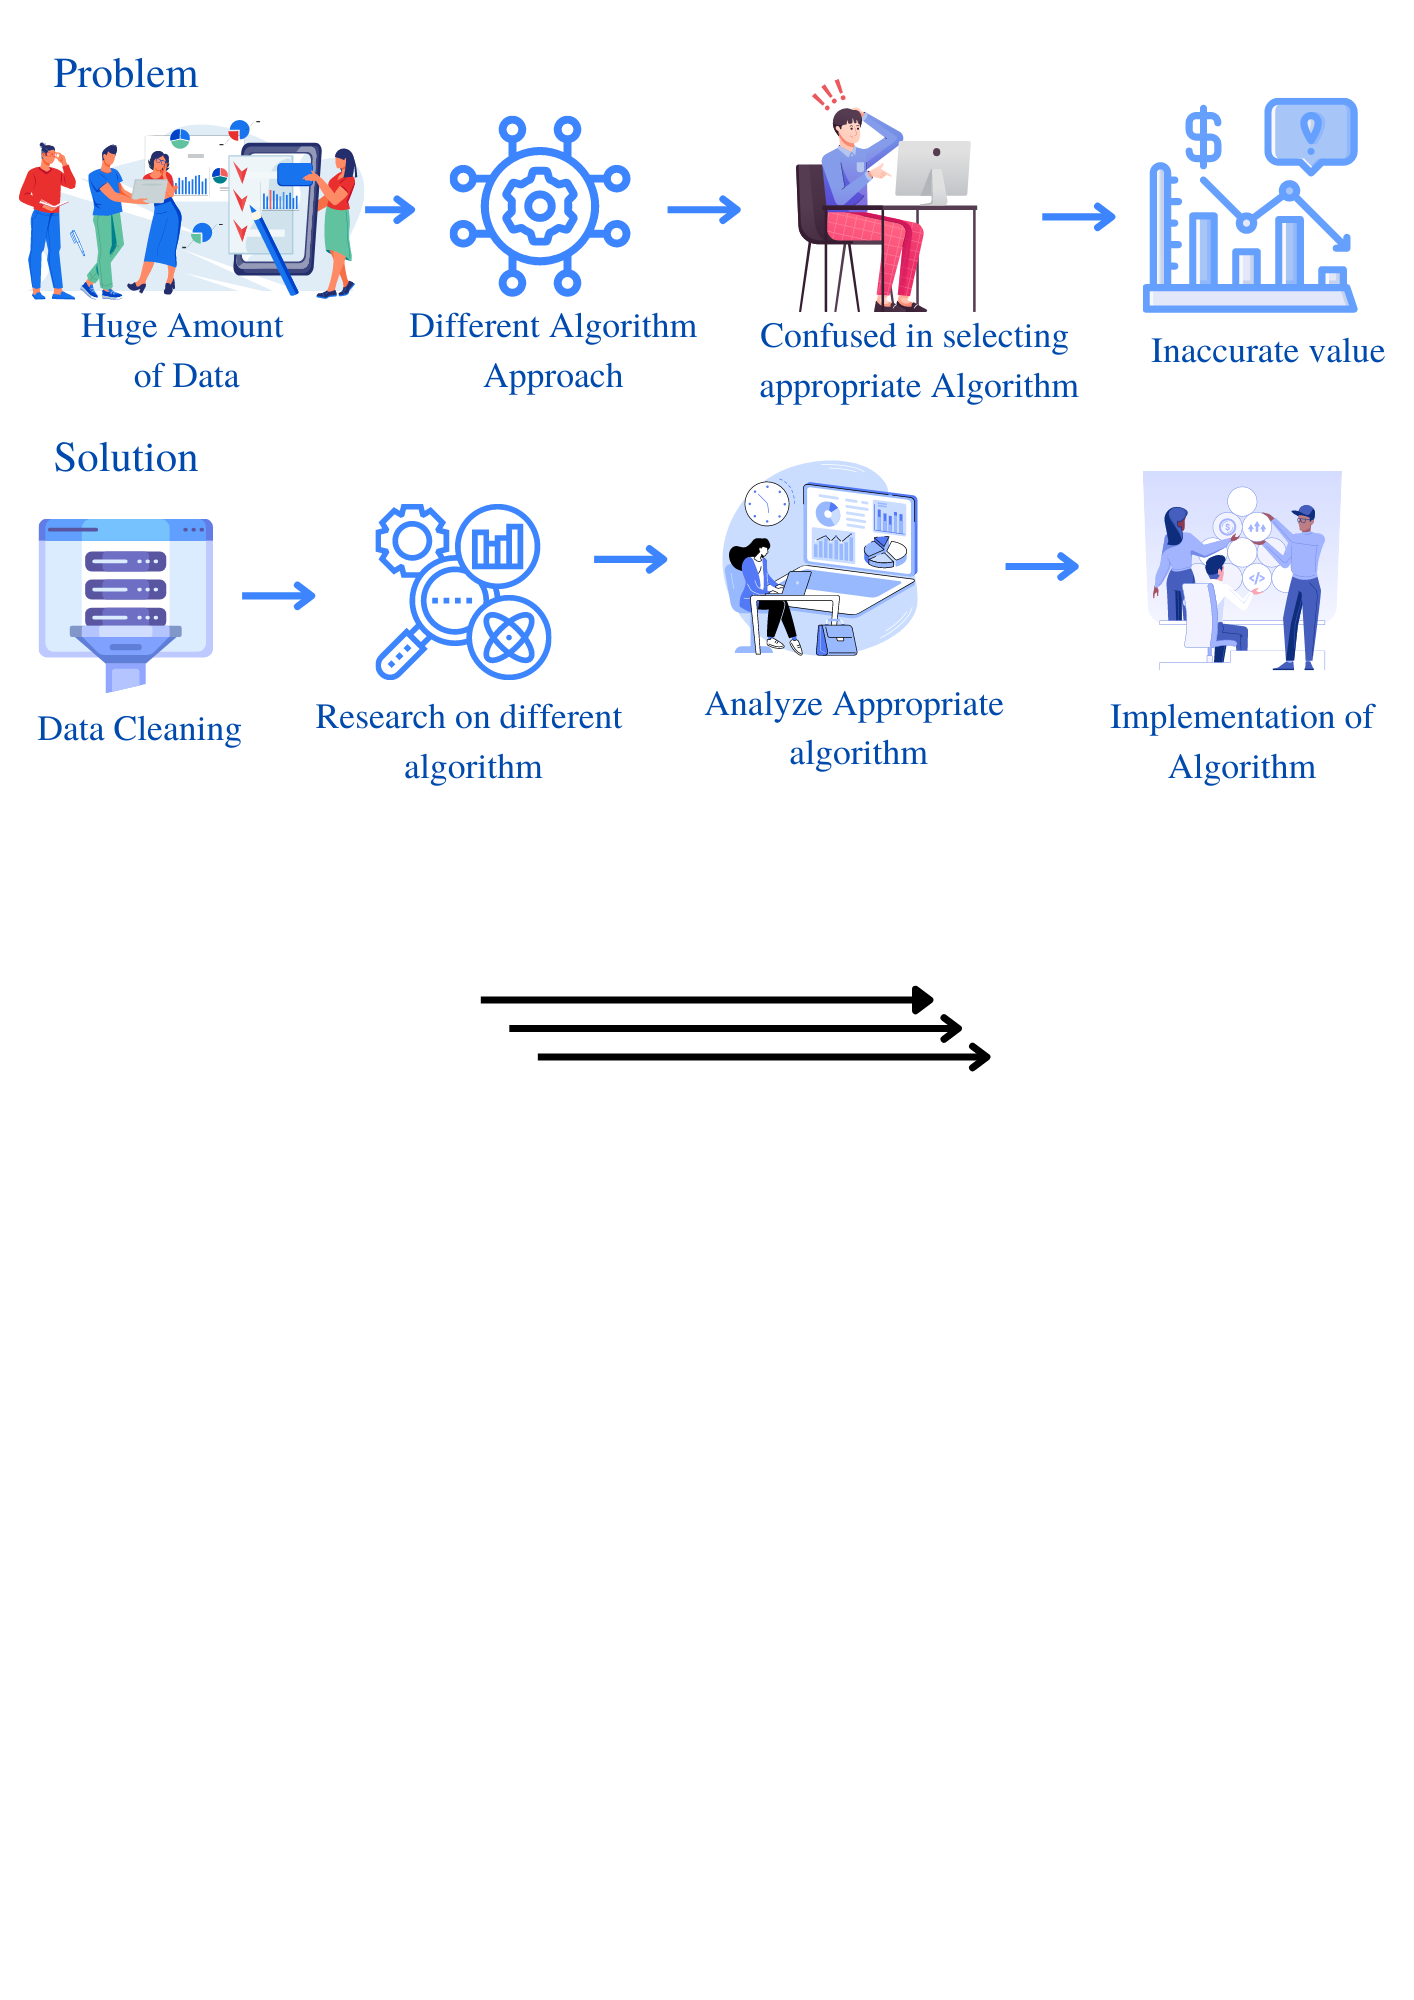 Problem
Huge Amount
of Data
Different Algorithm
Approach
Confused in selecting
appropriate Algorithm
Inaccurate value
Solution
Data Cleaning
Research on different
algorithm
Analyze Appropriate
algorithm
Implementation of
Algorithm